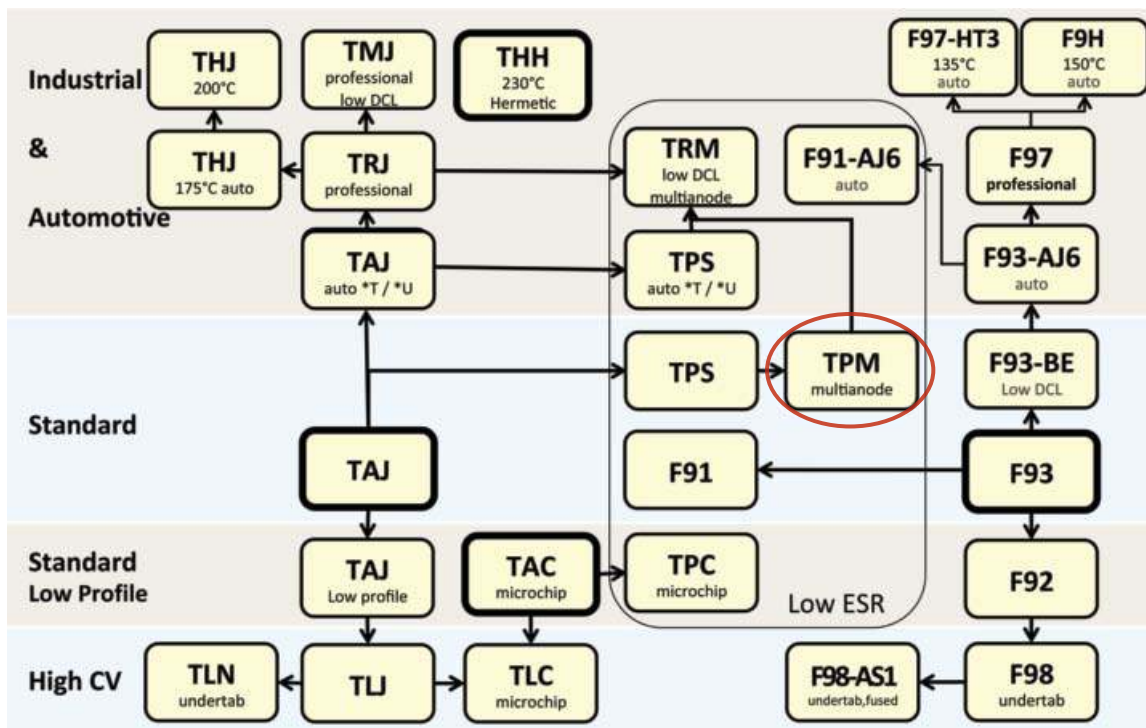 Industrial
&
Automotive
THJ
200°C
TMJ
professional
low DCL
THH
230°C
Hermetic
F97-HT3
135°C
auto
F9H
150°C
auto
THJ
175°C auto
TRJ
professional
TRM
low DCL
multianode
F91-AJ6
auto
F97
professional
TAJ
auto *T / *U
TPS
auto *T / *U
F93-AJ6
auto
Standard
TPS
TPM
multianode
F93-BE
Low DCL
TAJ
F91
F93
Standard
Low Profile
TAJ
Low profile
TAC
microchip
TPC
microchip
Low ESR
F92
High CV
TLN
undertab
TLJ
TLC
microchip
F98-AS1
undertab,fused
F98
undertab